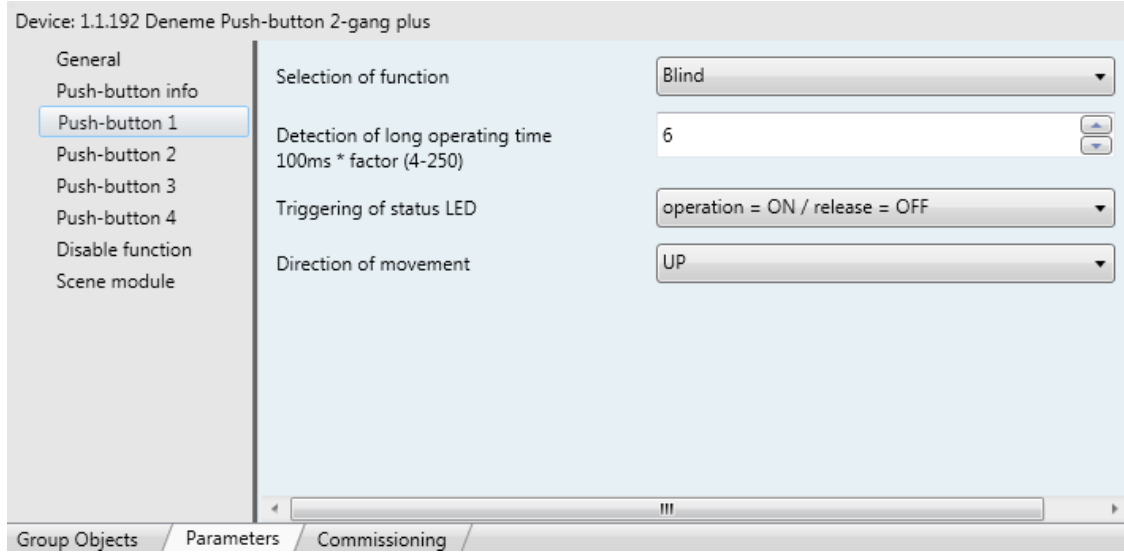 Device: 1.1.192 Deneme Push-button 2-gang plus
General
Push-button info
Push-button 1
Push-button 2
Push-button 3
Push-button 4
Disable function
Scene module
Selection of function
Blind
Detection of long operating time
100ms * factor (4-250)
6
Triggering of status LED
operation = ON / release = OFF
Direction of movement
UP
Group Objects
Parameters
Commissioning